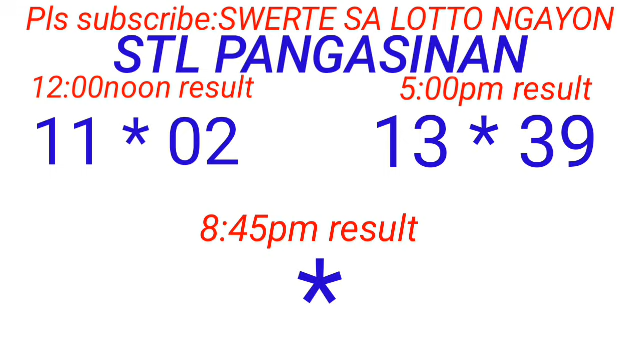 Pls subscribe:SWERTE SA LOTTO NGAYON
STL PANGASINAN
12:00noon result 5:00pm result
11 * 02 13 * 39
8:45pm result
*